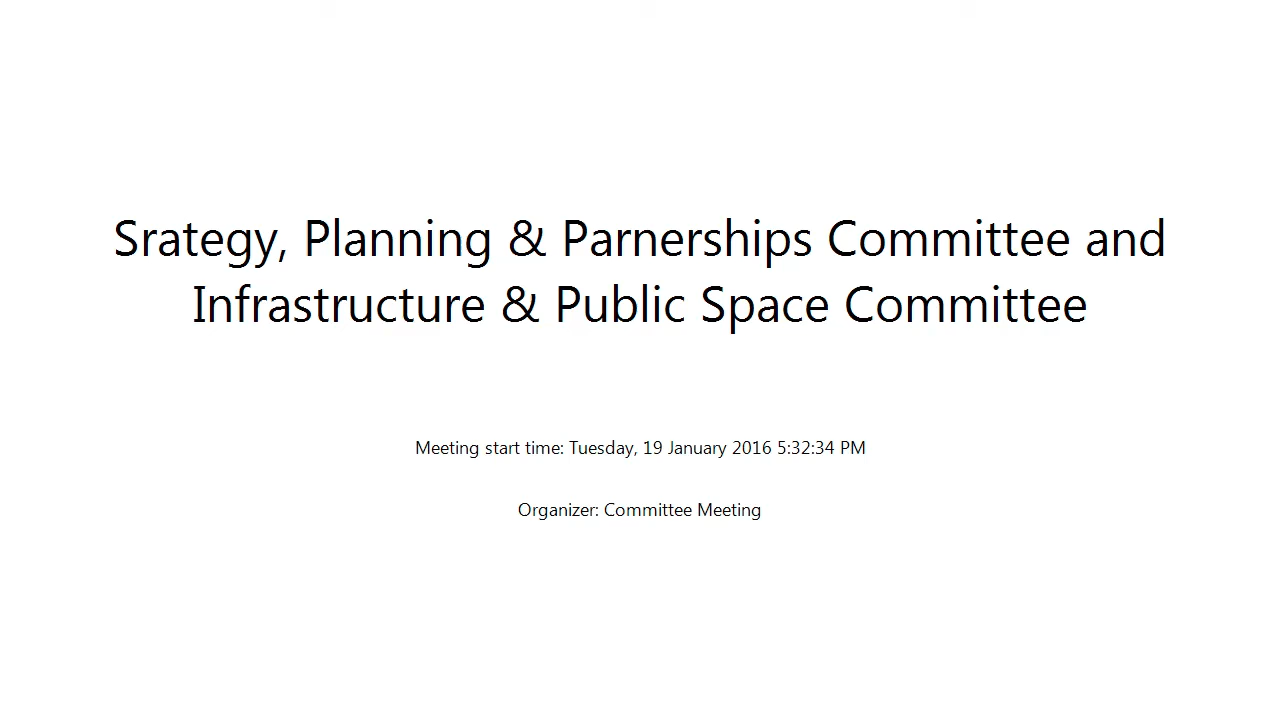 Srategy, Planning & Parnerships Committee and
Infrastructure & Public Space Committee
Meeting start time: Tuesday, 19 January 2016 5:32:34 PM
Organizer: Committee Meeting